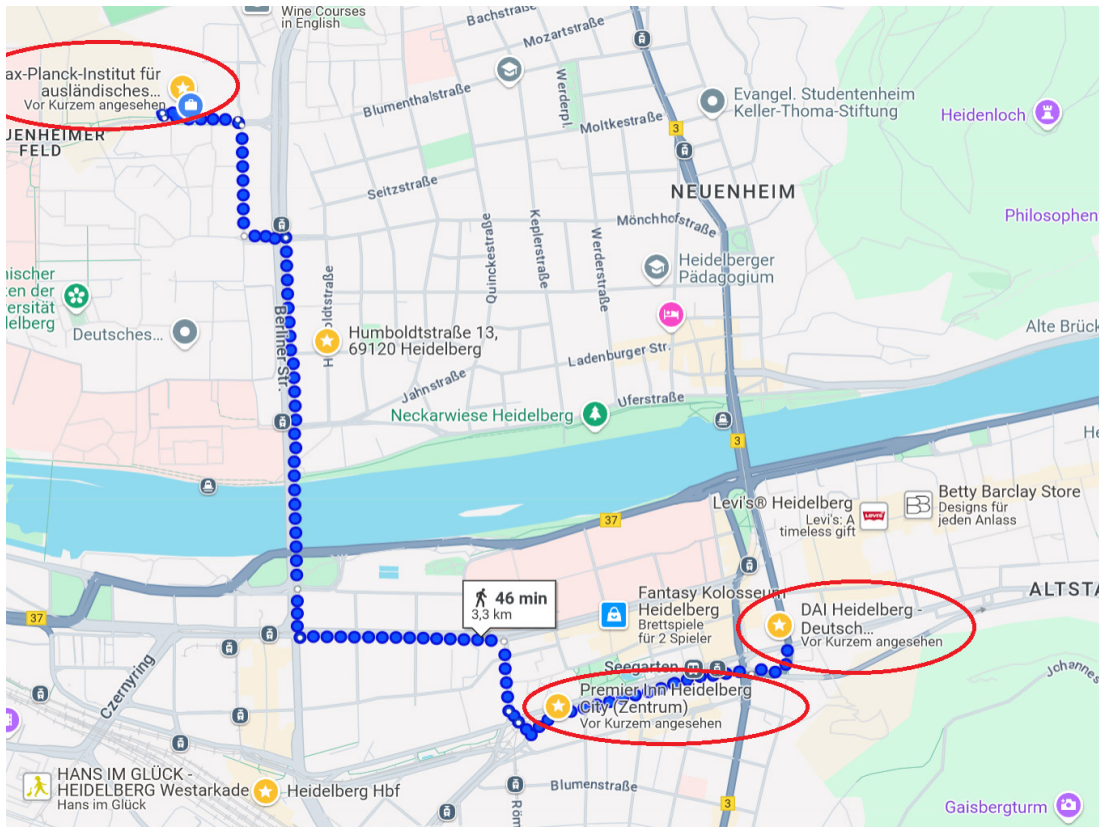 Wine Courses
in English
Bachstraße
Mozartstraße
ax-Planck-Institut für
ausländisches...
Vor Kurzem angesehen
UENHEIMER
FELD
Blumenthalstraße
Werderpl.
Moltkestraße
3
Evangel. Studentenheim
Keller-Thoma-Stiftung
Heidenloch
Seitzstraße
NEUENHEIM
Quinckestraße
Keplerstraße
Werderstraße
Mönchhofstraße
Philosophen
Heidelberger
Pädagogium
nischer
ten der
versität
delberg
Deutsches...
Berliner Str.
Humboldtstraße 13,
69120 Heidelberg
Ladenburger Str.
Alte Brück
Jahnstraße
Uferstraße
Neckarwiese Heidelberg
3
He
Levi's® Heidelberg
Levi's: A
timeless gift
Levi's
Betty Barclay Store
Designs für
jeden Anlass
37
46 min
3,3 km
Fantasy Kolosseum
Heidelberg
Brettspiele
für 2 Spieler
ALTSTA
37
DAI Heidelberg -
Deutsch...
Vor Kurzem angesehen
Czernyring
Seegarten
Premier Inn Heidelberg
City (Zentrum)
Vor Kurzem angesehen
Johannes
HANS IM GLÜCK -
HEIDELBERG Westarkade
Hans im Glück
Heidelberg Hbf
Blumenstraße
Röm
3
Gaisbergturm